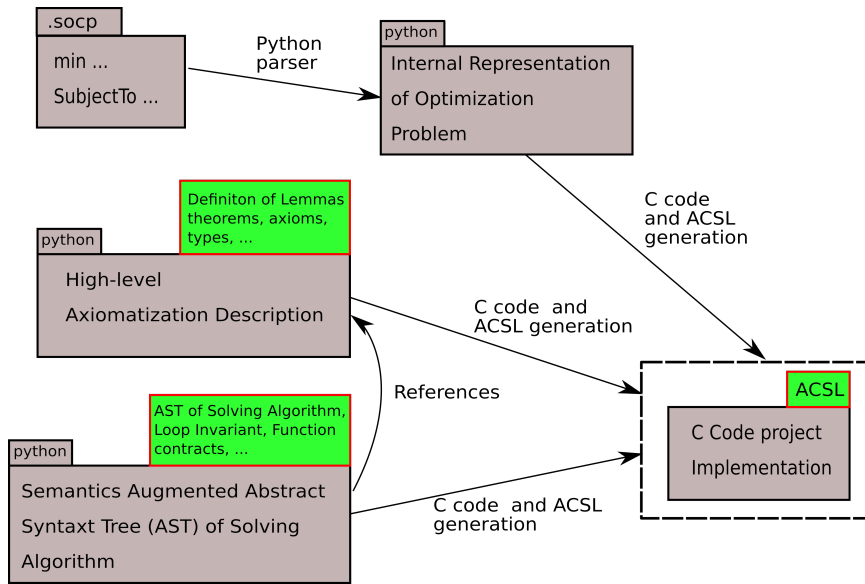 .socp
min ...
SubjectTo ...
Python
parser
python
Internal Representation
of Optimization
Problem
C code
and ACSL
generation
Definiton of Lemmas
theorems, axioms,
types, ...
python
High-level
Axiomatization Description
C code  and
ACSL generation
References
AST of Solving Algorithm,
Loop Invariant, Function
contracts, ...
python
Semantics Augmented Abstract
Syntaxt Tree (AST) of Solving
Algorithm
C code  and ACSL
generation
ACSL
C Code project
Implementation